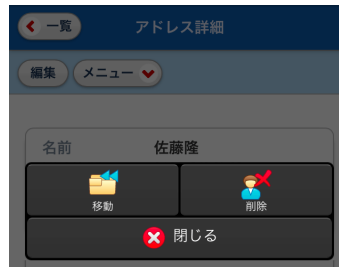 一覧 アドレス詳細
編集 メニュー
名前 佐藤隆
移動 削除
閉じる